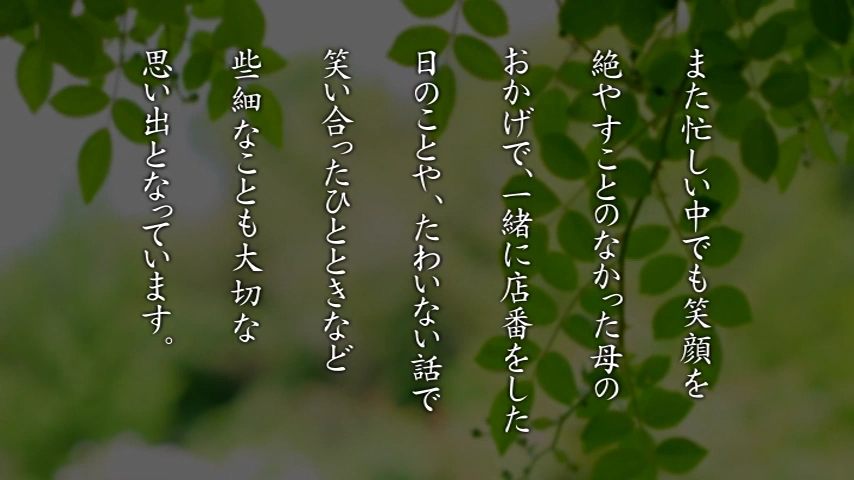 また忙しい中でも笑顔を
絶やすことのなかった母の
おかげで、一緒に店番をした
日のことや、たわいない話で
笑い合ったひとときなど
些細なことも大切な
思い出となっています。